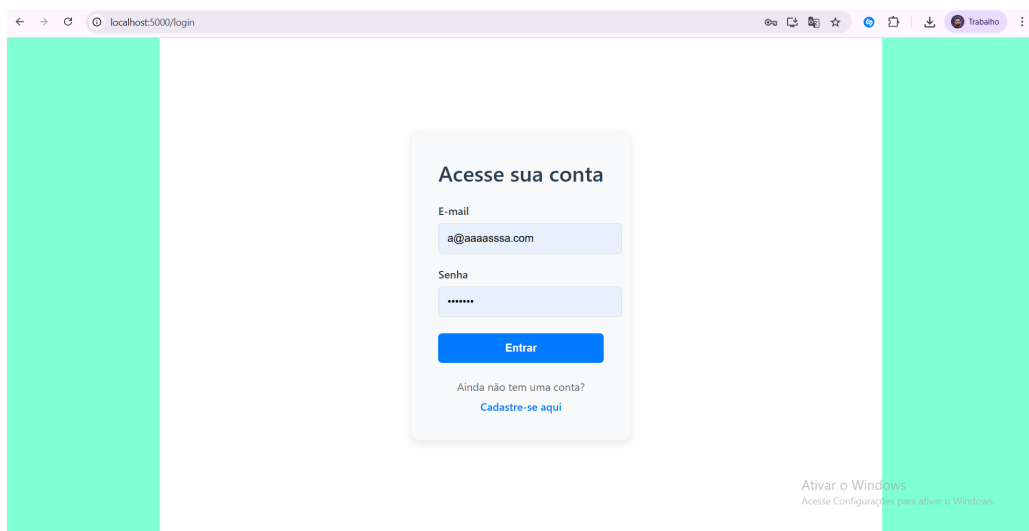 localhost:5000/login
Trabalho
Acesse sua conta
E-mail
a@aaaasssa.com
Senha
•••••••
Entrar
Ainda não tem uma conta?
Cadastre-se aqui
Ativar o Windows
Acesse Configurações para ativar o Windows.